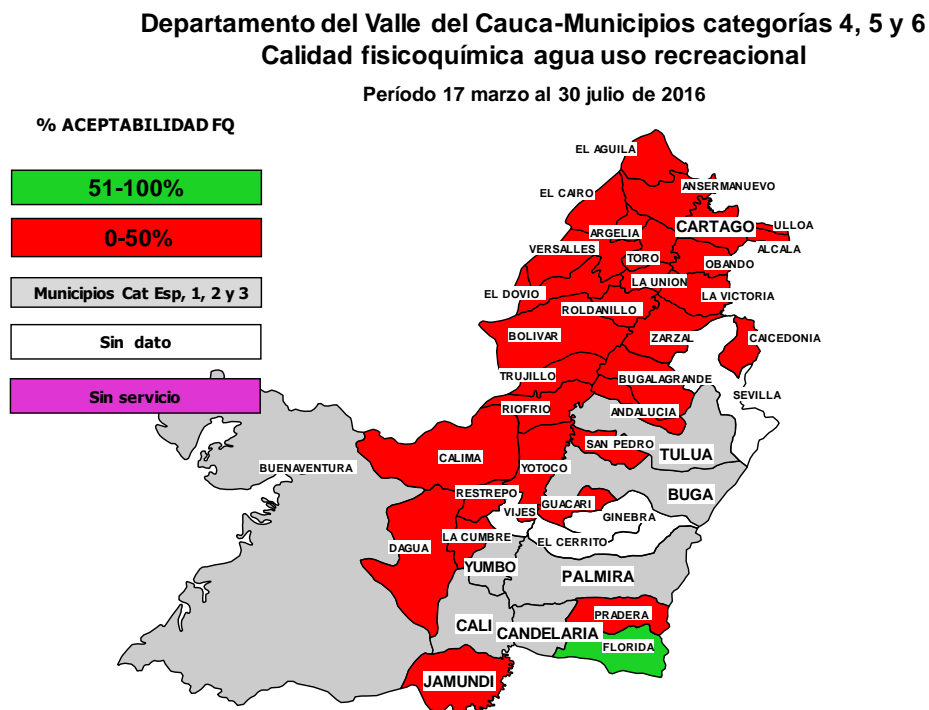 Departamento del Valle del Cauca-Municipios categorías 4, 5 y 6
Calidad fisicoquímica agua uso recreacional
Período 17 marzo al 30 julio de 2016
% ACEPTABILIDAD FQ
51-100%
0-50%
Municipios Cat Esp, 1, 2 y 3
Sin dato
Sin servicio
EL AGUILA
EL CAIRO
ANSERMANUEVO
CARTAGO
ULLOA
ARGELIA
VERSALLES
ALCALA
TORO
OBANDO
LA UNION
EL DOVIO
LA VICTORIA
ROLDANILLO
BOLIVAR
ZARZAL
CAICEDONIA
TRUJILLO
BUGALAGRANDE
SEVILLA
RIOFRIO
ANDALUCIA
SAN PEDRO
TULUA
CALIMA
BUENAVENTURA
YOTOCO
RESTREPO
BUGA
GUACARI
VIJES
GINEBRA
LA CUMBRE
EL CERRITO
DAGUA
YUMBO
PALMIRA
PRADERA
CALI
CANDELARIA
FLORIDA
JAMUNDI